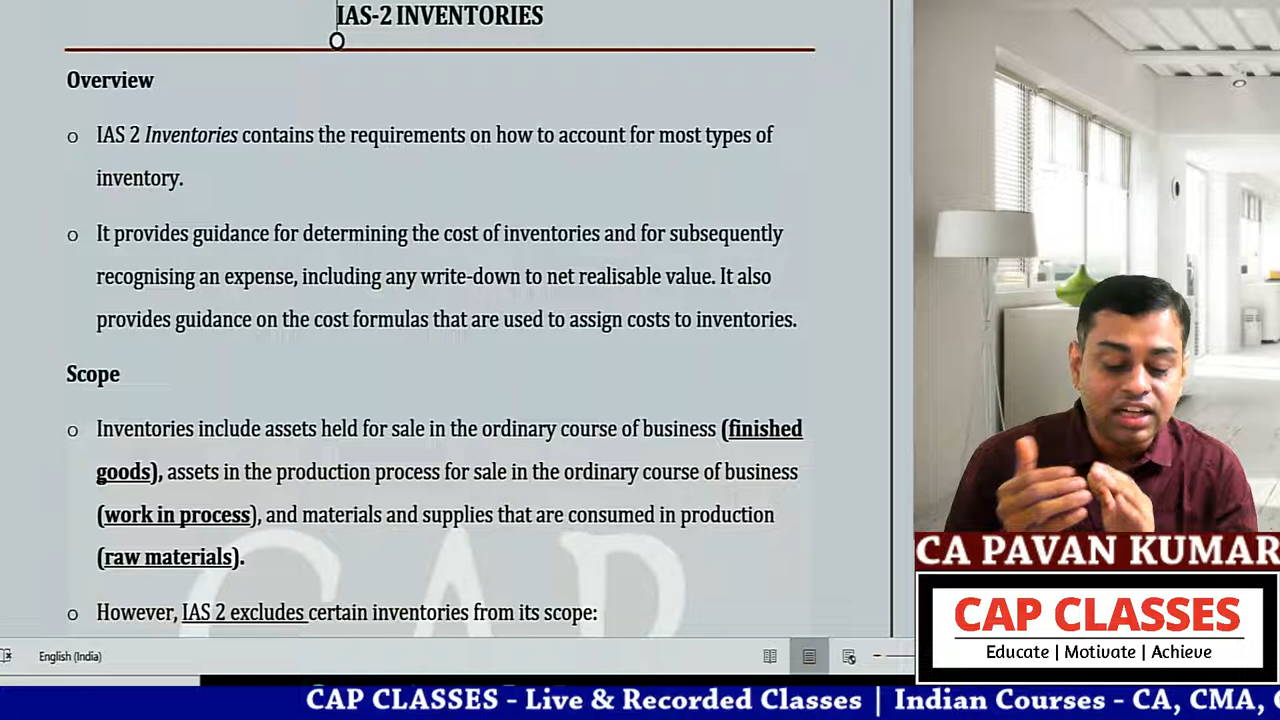 IAS-2 INVENTORIES
Overview
o IAS 2 Inventories contains the requirements on how to account for most types of
inventory.
o It provides guidance for determining the cost of inventories and for subsequently
recognising an expense, including any write-down to net realisable value. It also
provides guidance on the cost formulas that are used to assign costs to inventories.
Scope
o Inventories include assets held for sale in the ordinary course of business (finished
goods), assets in the production process for sale in the ordinary course of business
(work in process), and materials and supplies that are consumed in production
(raw materials).
o However, IAS 2 excludes certain inventories from its scope:
CAP
English (India)
CA PAVAN KUMAR
CAP CLASSES
Educate | Motivate | Achieve
CAP CLASSES - Live & Recorded Classes | Indian Courses - CA, CMA, C